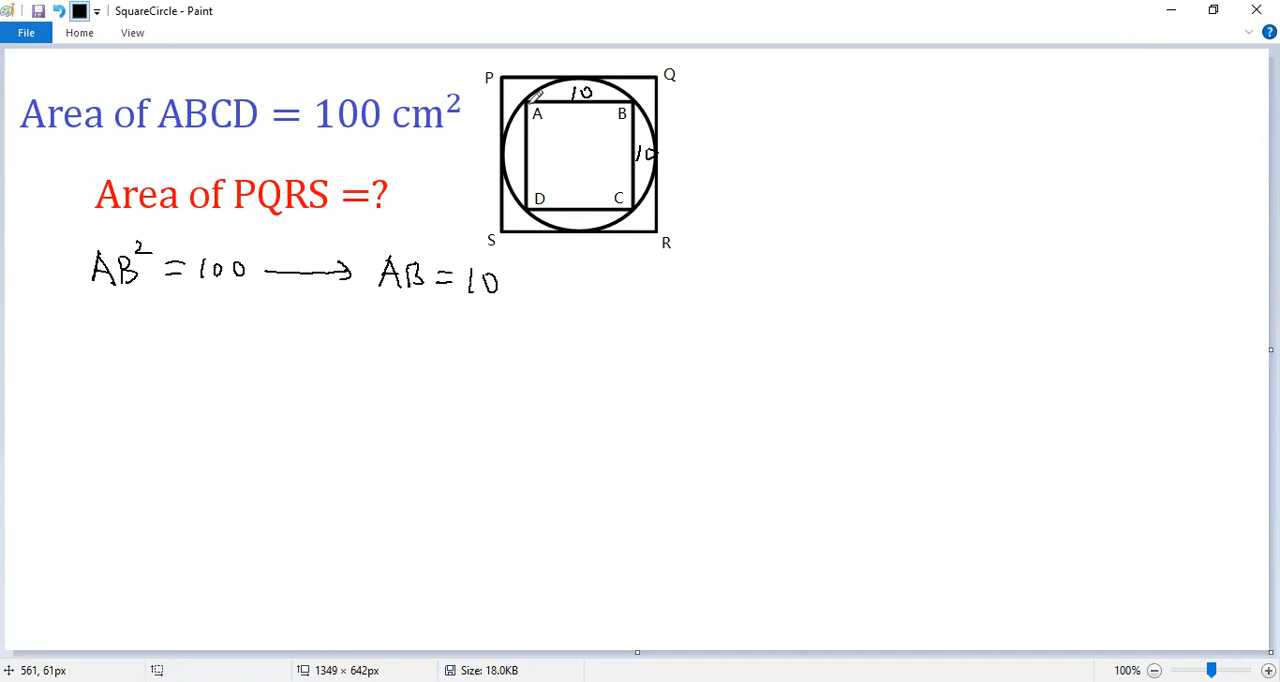 SquareCircle - Paint
File Home View
P Q
10
Area of ABCD = 100 cm²
A B
10
Area of PQRS =?
D C
S R
AB² = 100 ⟶ AB = 10
561, 61px 1349 × 642px Size: 18.0KB 100%